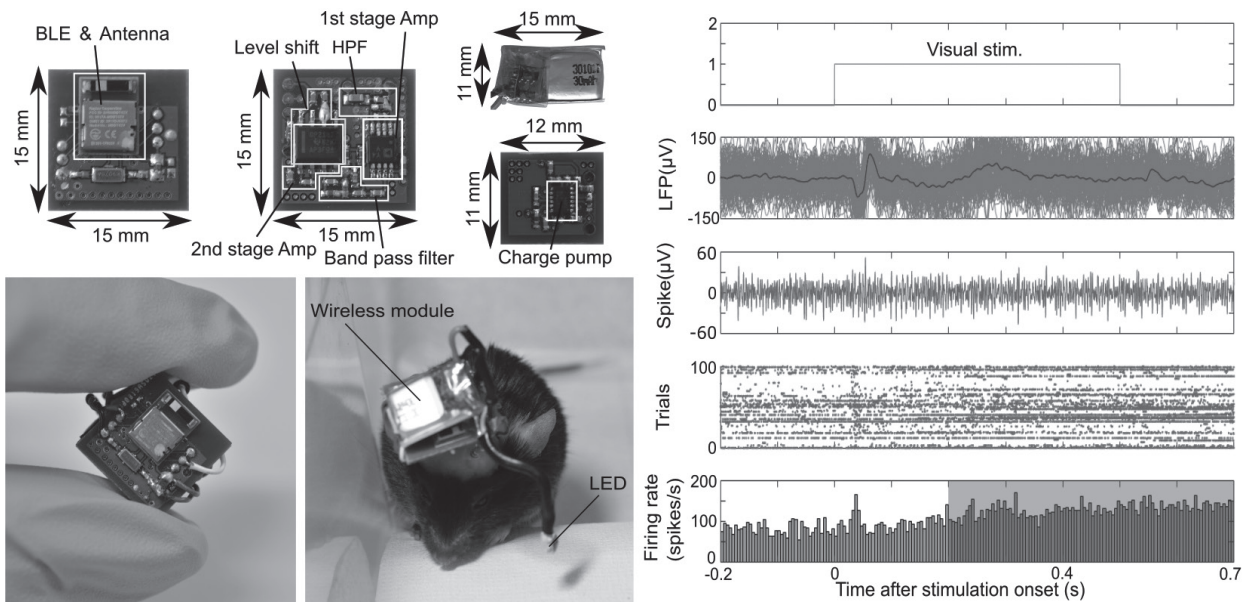 BLE & Antenna
15 mm
15 mm
1st stage Amp
Level shift HPF
15 mm
15 mm
2nd stage Amp
Band pass filter
15 mm
11 mm
12 mm
11 mm
Charge pump
Wireless module
LED
2
1
0
Visual stim.
LFP(µV)
150
0
-150
Spike(µV)
60
0
-60
Trials
100
50
0
Firing rate
(spikes/s)
200
100
0
-0.2 0 0.4 0.7
Time after stimulation onset (s)